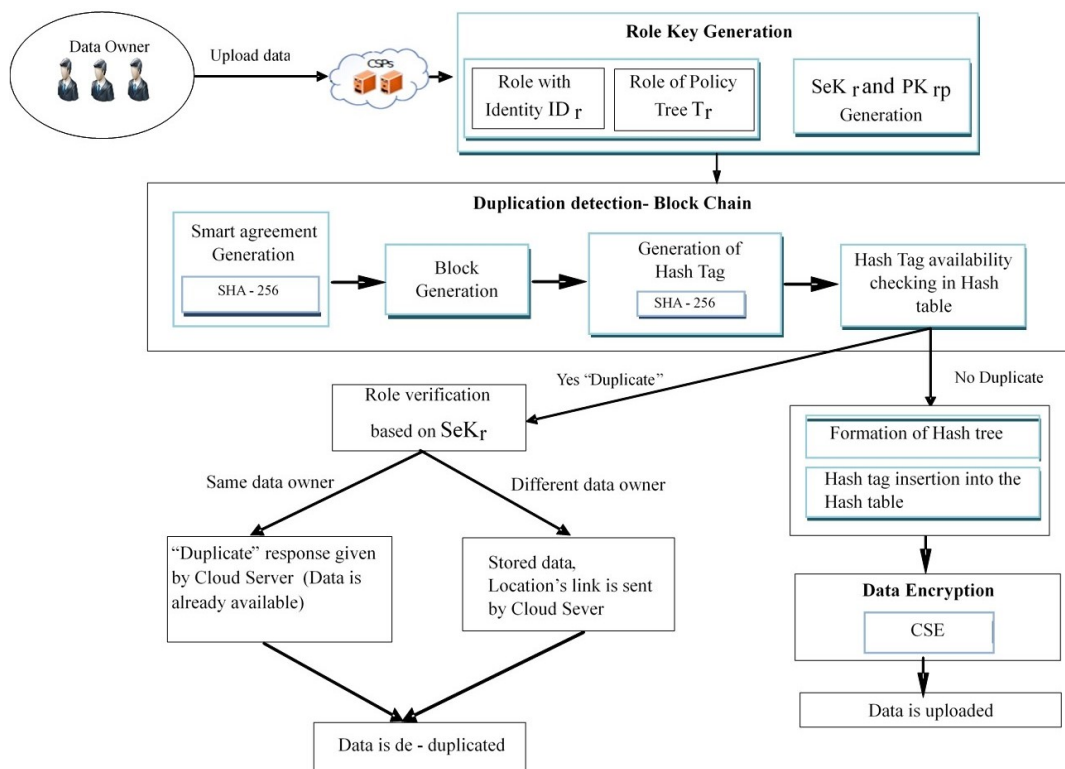 Data Owner
Upload data
CSPs
Role Key Generation
Role with
Identity ID r
Role of Policy
Tree Tr
SeK r and PK rp
Generation
Duplication detection- Block Chain
Smart agreement
Generation
SHA - 256
Block
Generation
Generation of
Hash Tag
SHA - 256
Hash Tag availability
checking in Hash
table
Yes “Duplicate”
No Duplicate
Role verification
based on SeKr
Same data owner
Different data owner
“Duplicate” response given
by Cloud Server (Data is
already available)
Stored data,
Location’s link is sent
by Cloud Sever
Data is de - duplicated
Formation of Hash tree
Hash tag insertion into the
Hash table
Data Encryption
CSE
Data is uploaded